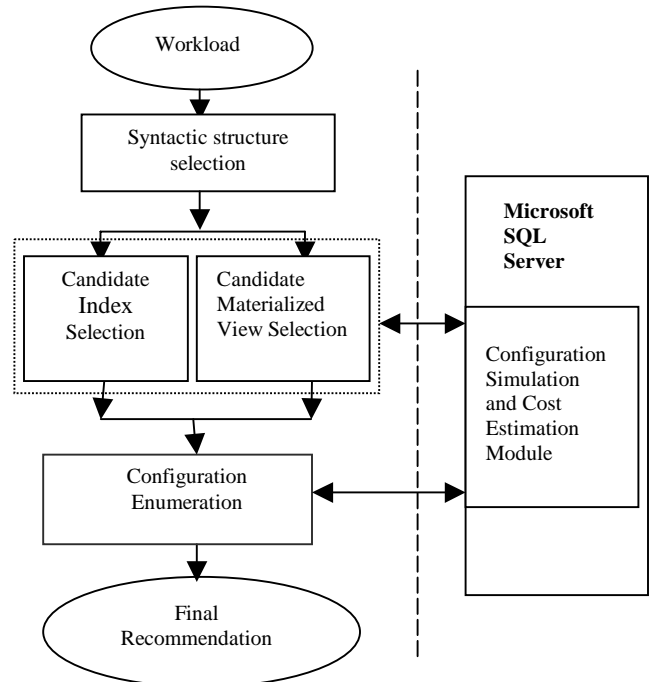 Workload
Syntactic structure
selection
Microsoft
SQL
Server
Candidate
Index
Selection
Candidate
Materialized
View Selection
Configuration
Simulation
and Cost
Estimation
Module
Configuration
Enumeration
Final
Recommendation